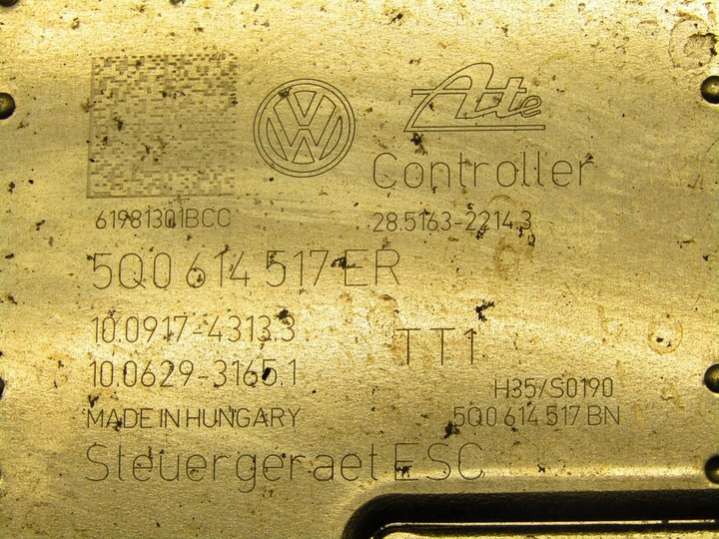 Ate
Controller
61981301BCC
28.5163-2214.3
5Q0 614 517 ER
10.0917-4313.3
TT1
10.0629-3165.1
H35/S0190
MADE IN HUNGARY
5Q0 614 517 BN
Steuergeraet ESC